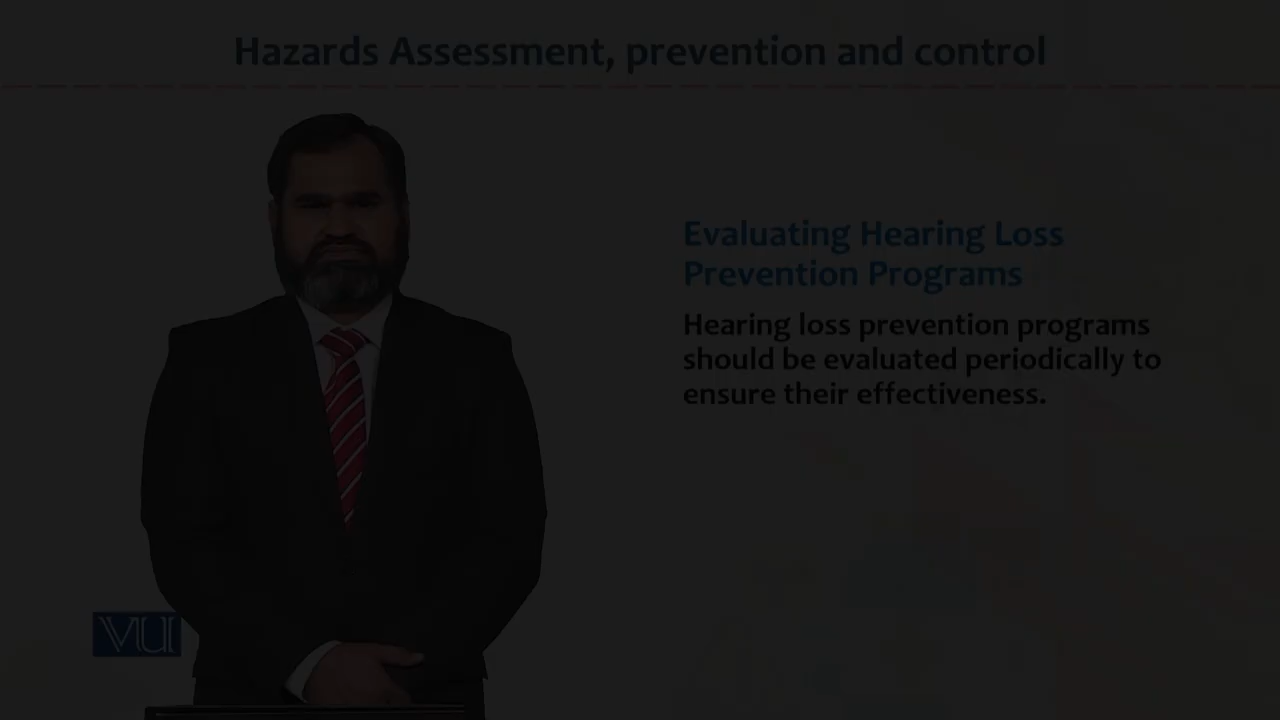 Hazards Assessment, prevention and control
Evaluating Hearing Loss
Prevention Programs
Hearing loss prevention programs
should be evaluated periodically to
ensure their effectiveness.
VU